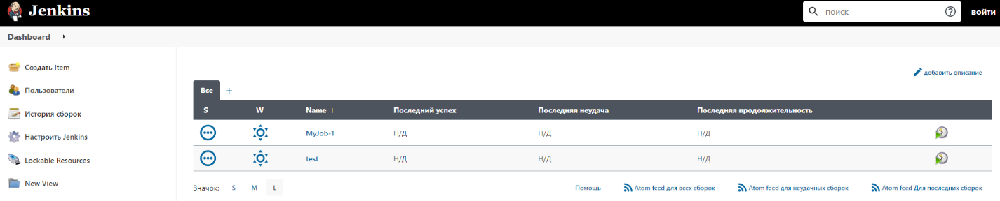 Jenkins
поиск
войти
Dashboard
Создать Item
Пользователи
История сборок
Настроить Jenkins
Lockable Resources
New View
добавить описание
Все +
S W Name ↓ Последний успех Последняя неудача Последняя продолжительность
MyJob-1 Н/Д Н/Д Н/Д
test Н/Д Н/Д Н/Д
Значок: S M L
Помощь Atom feed для всех сборок Atom feed для неудачных сборок Atom feed Для последних сборок